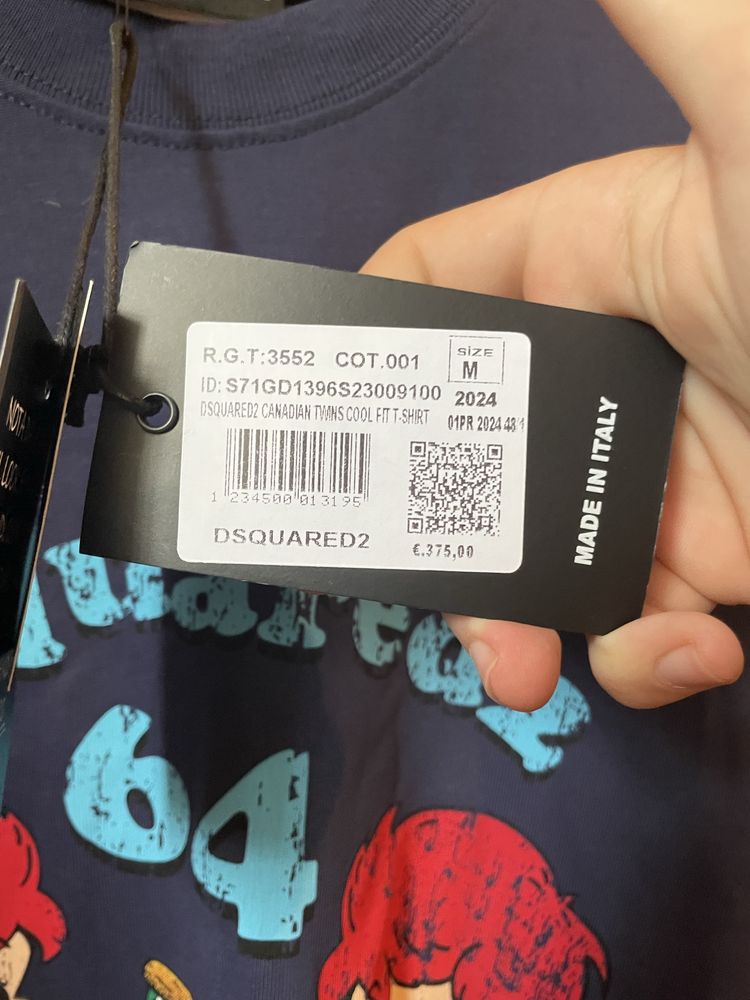 R.G.T:3552 COT.001
SIZE
M
ID: S71GD1396S23009100
2024
DSQUARED2 CANADIAN TWINS COOL FIT T-SHIRT
01PR 2024 48/1
1 234500 013195
DSQUARED2
€.375,00
MADE IN ITALY
64